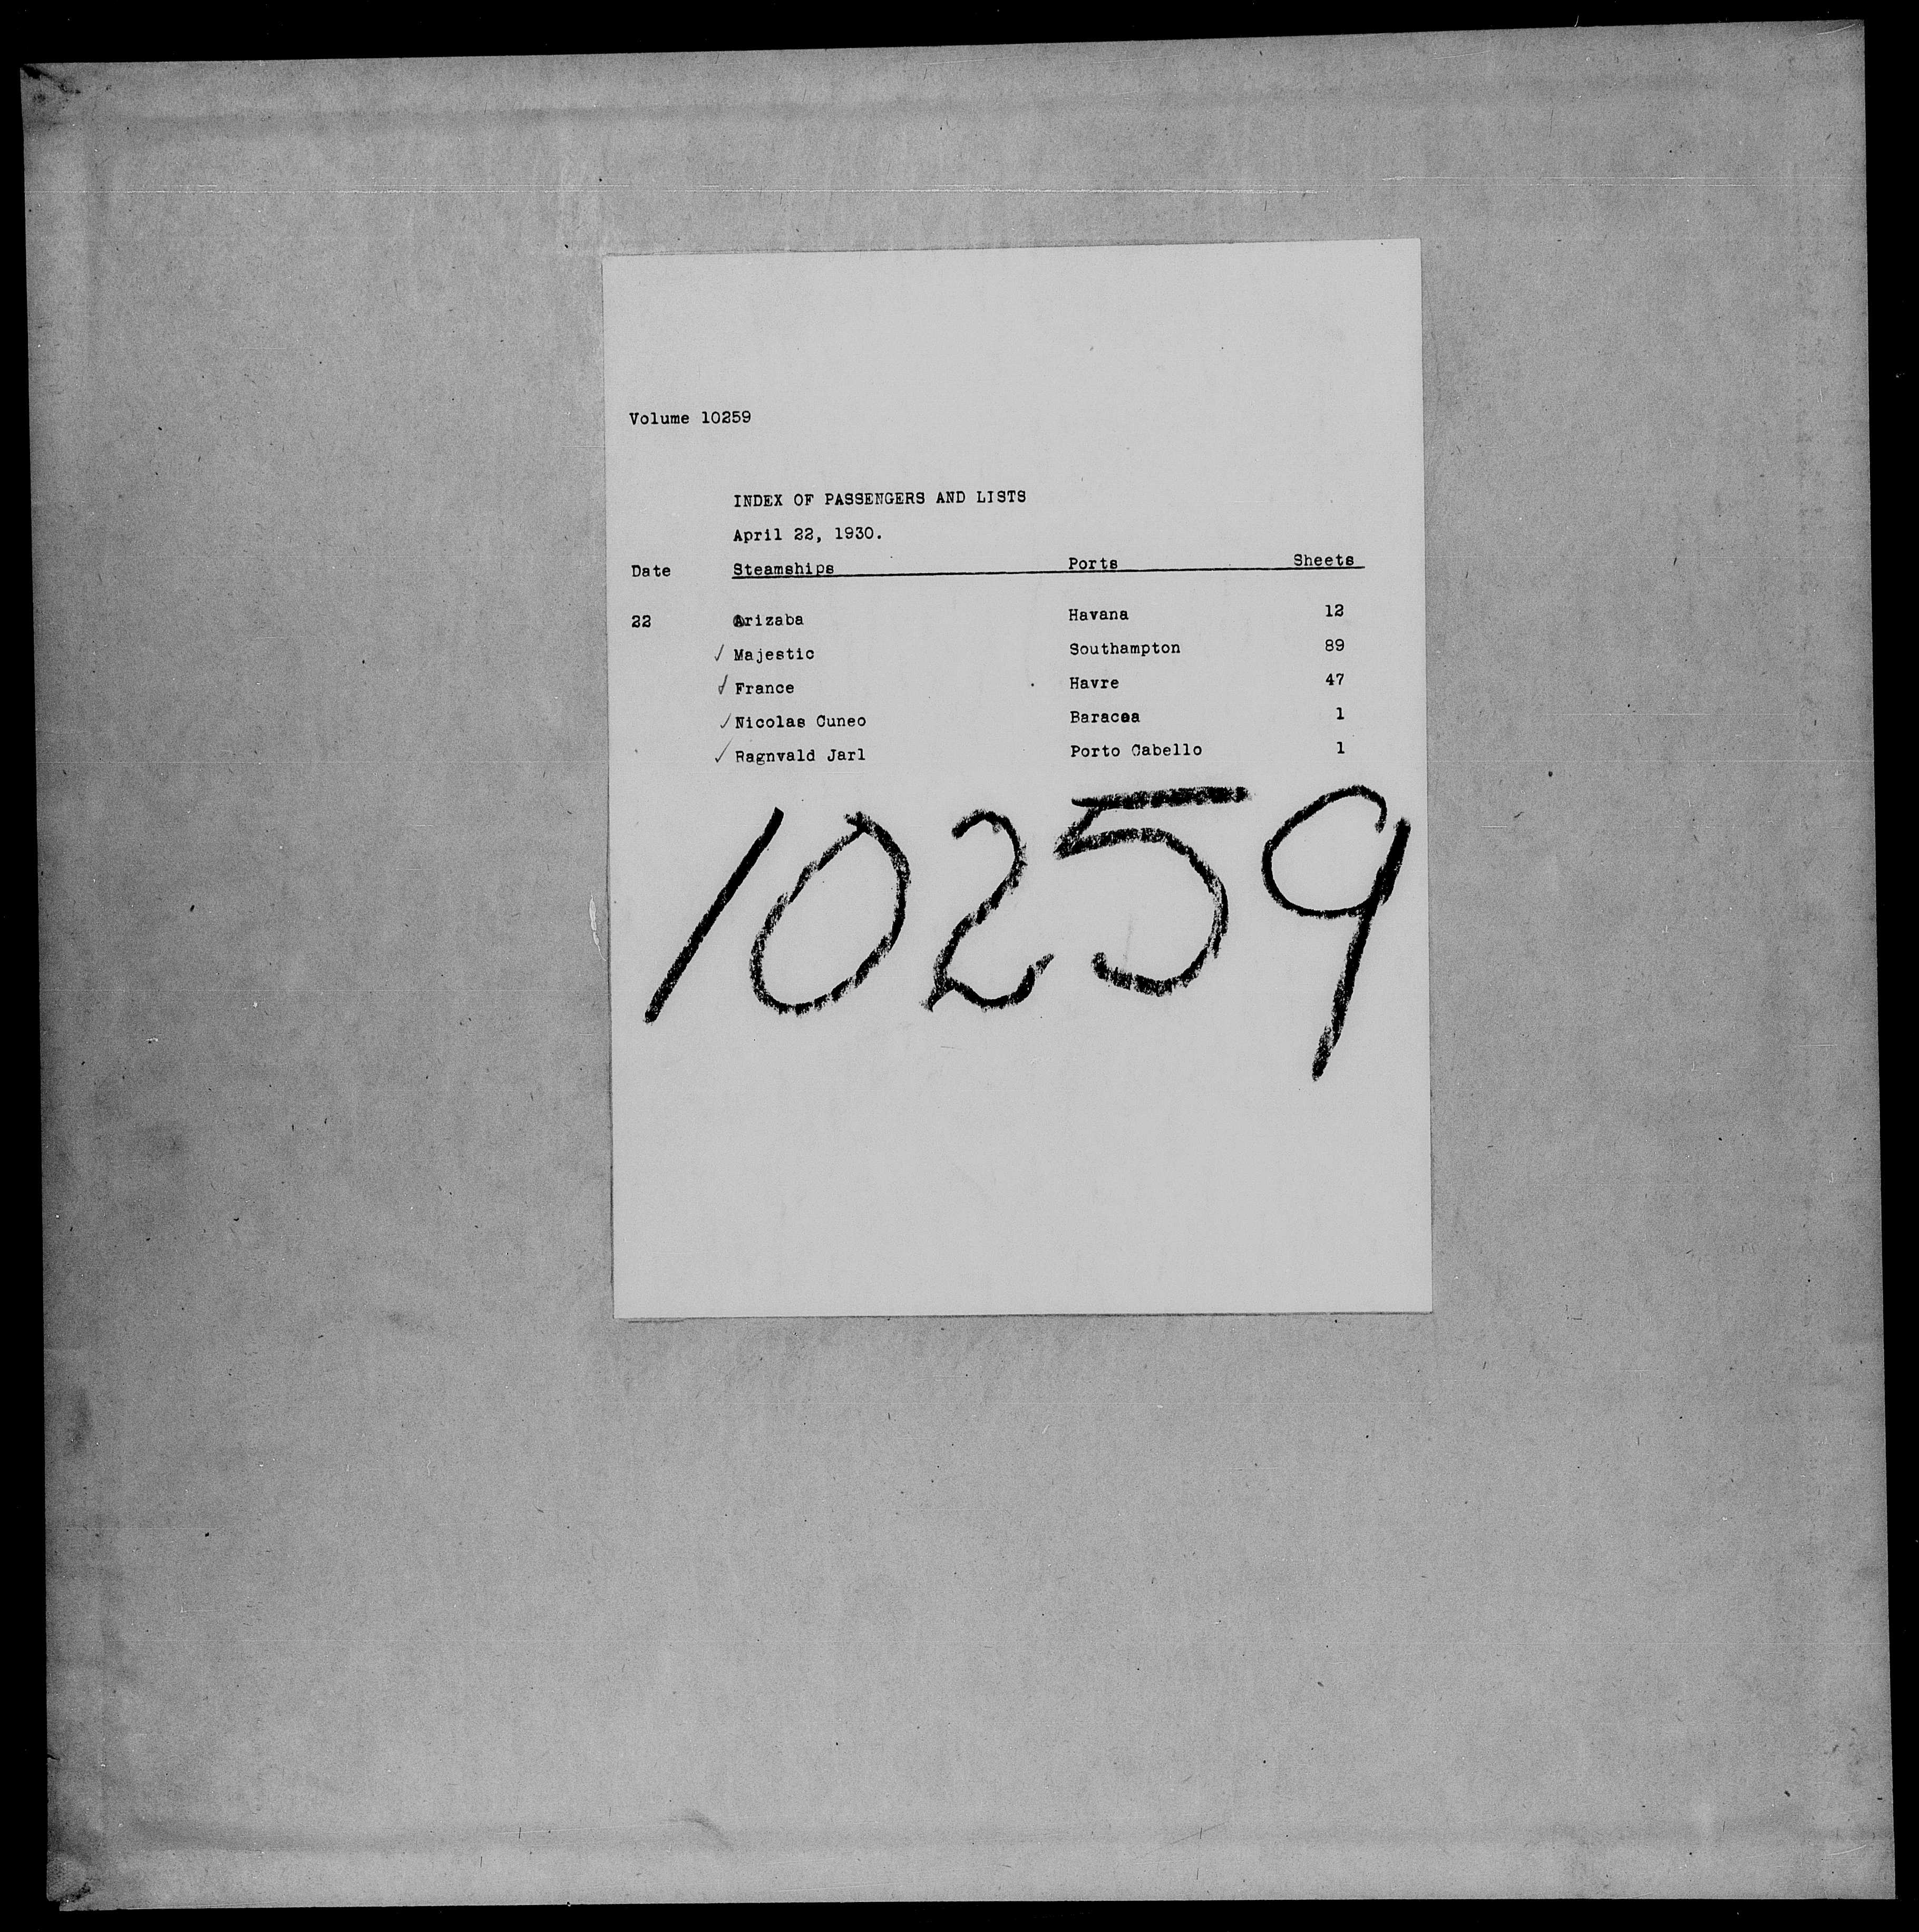 Volume 10259
INDEX OF PASSENGERS AND LISTS
April 22, 1930.
Date Steamships Ports Sheets
22 Orizaba Havana 12
✓ Majestic Southampton 89
✓ France Havre 47
✓ Nicolas Cuneo Baracoa 1
✓ Ragnvald Jarl Porto Cabello 1
10259